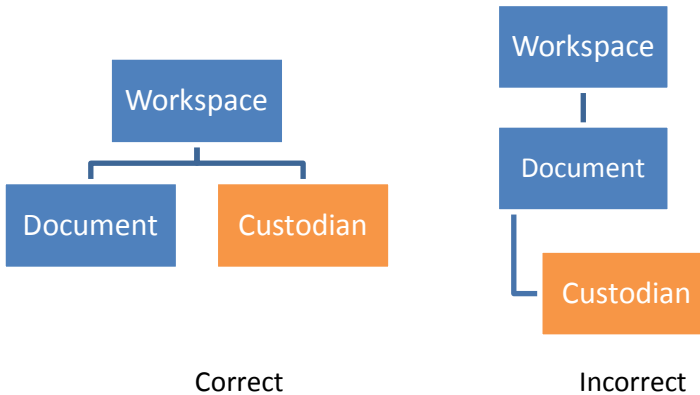 Workspace
Document
Custodian
Correct
Workspace
Document
Custodian
Incorrect